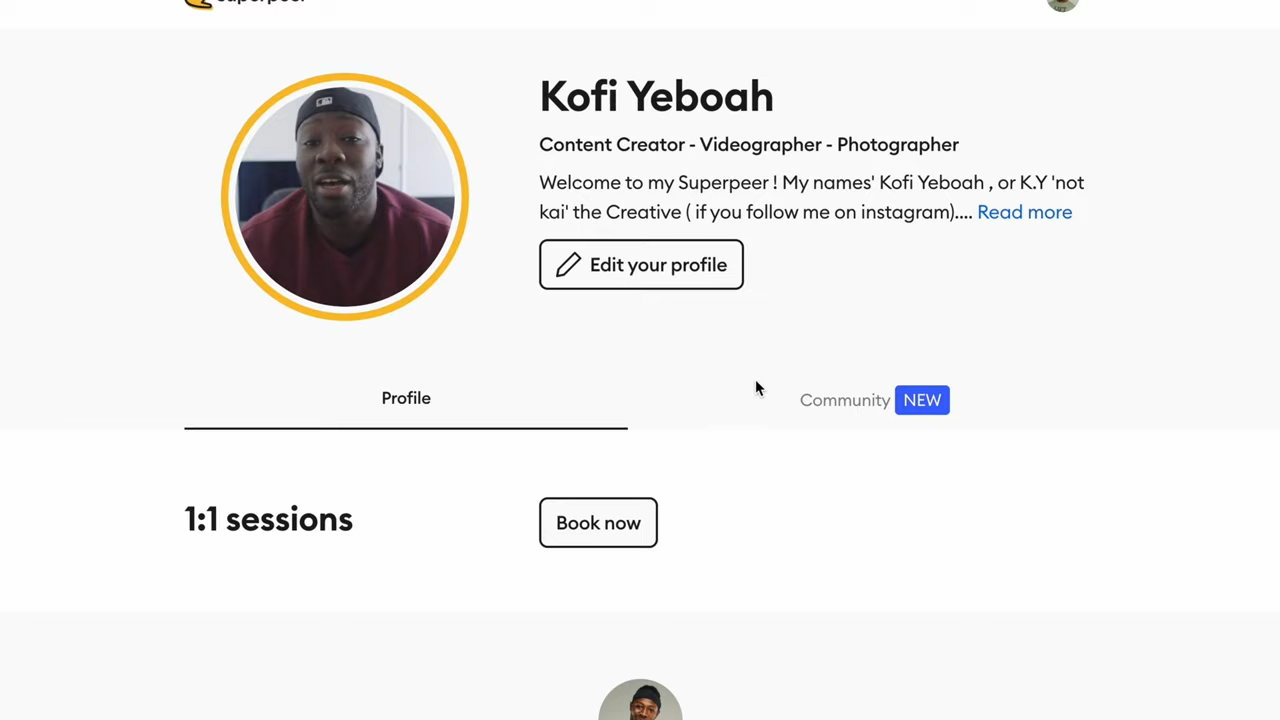 superpeer
Kofi Yeboah
Content Creator - Videographer - Photographer
Welcome to my Superpeer ! My names' Kofi Yeboah , or K.Y 'not
kai' the Creative ( if you follow me on instagram).... Read more
Edit your profile
Profile
Community NEW
1:1 sessions
Book now